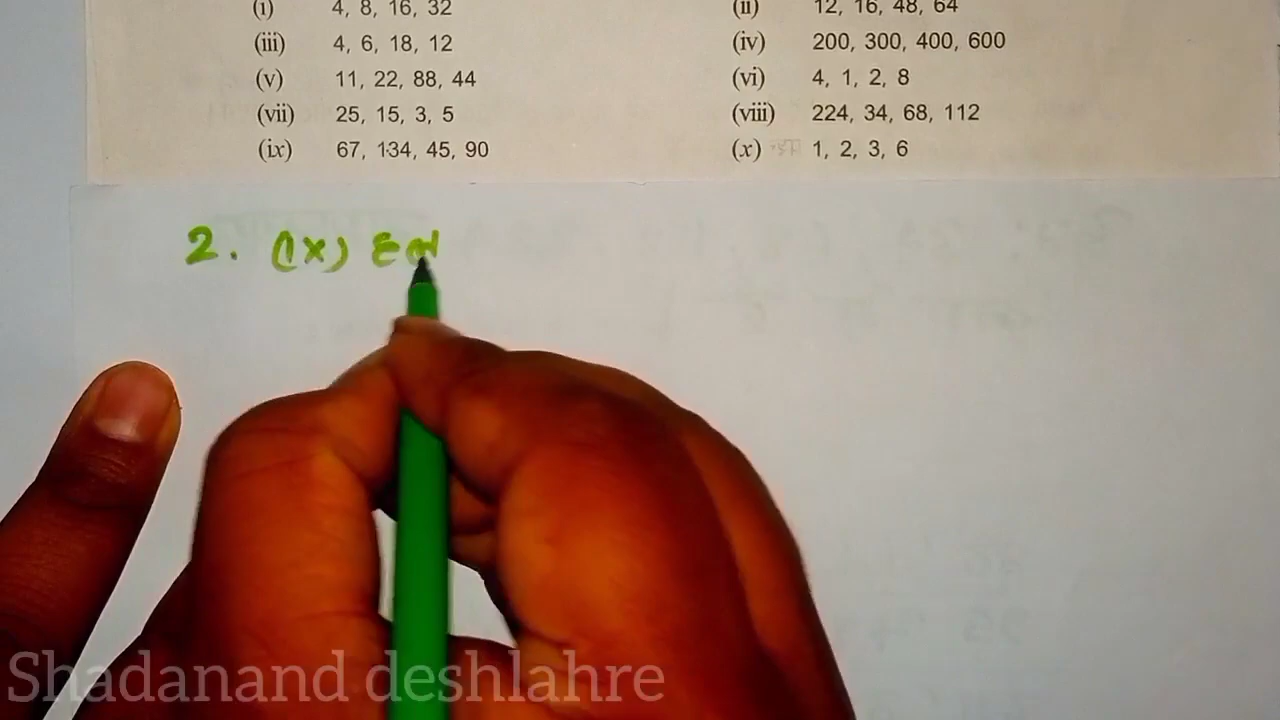 (i) 4, 8, 16, 32 (ii) 12, 16, 48, 64
(iii) 4, 6, 18, 12 (iv) 200, 300, 400, 600
(v) 11, 22, 88, 44 (vi) 4, 1, 2, 8
(vii) 25, 15, 3, 5 (viii) 224, 34, 68, 112
(ix) 67, 134, 45, 90 (x) 1, 2, 3, 6
2. (ix)
Shadanand deshlahre